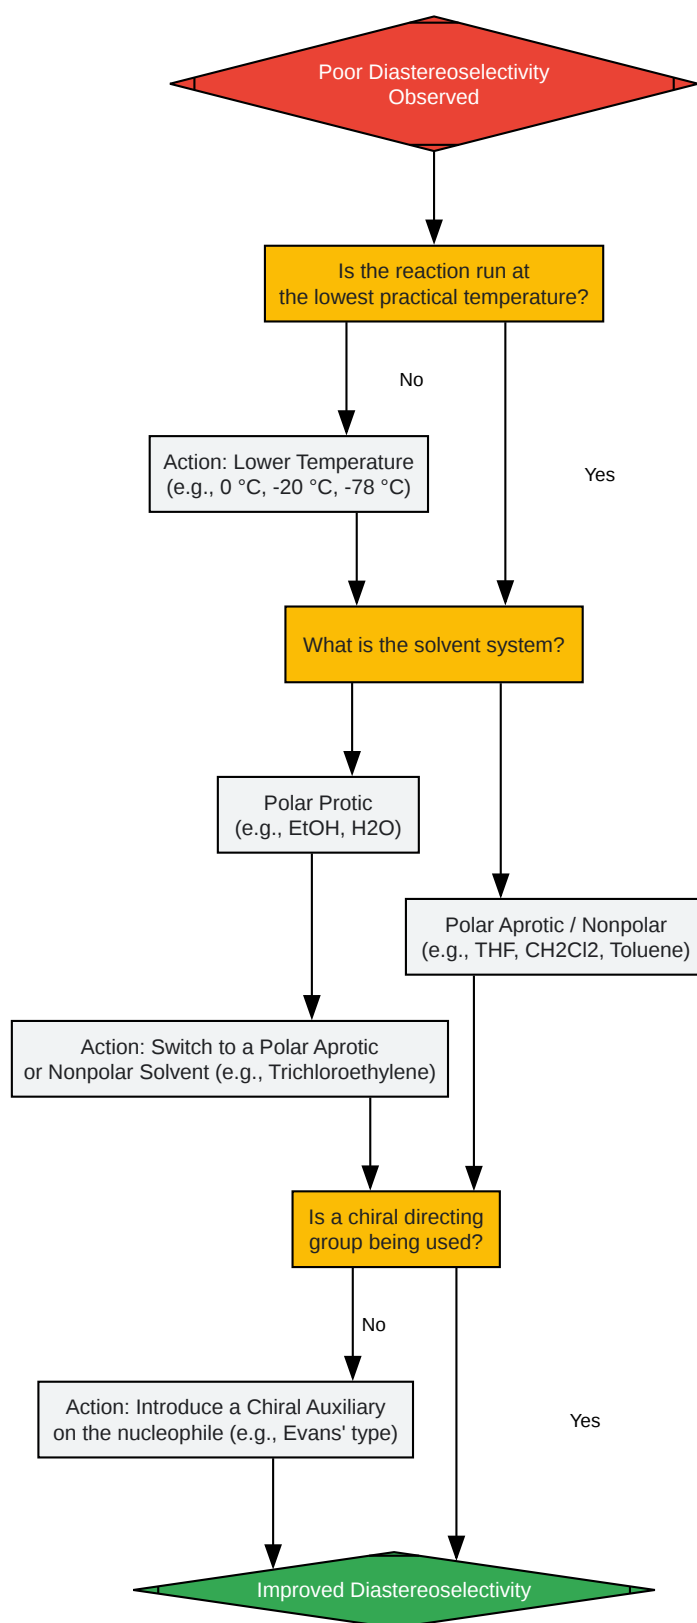 Poor Diastereoselectivity
Observed
Is the reaction run at
the lowest practical temperature?
No
Action: Lower Temperature
(e.g., 0 °C, -20 °C, -78 °C)
Yes
What is the solvent system?
Polar Protic
(e.g., EtOH, H2O)
Polar Aprotic / Nonpolar
(e.g., THF, CH2Cl2, Toluene)
Action: Switch to a Polar Aprotic
or Nonpolar Solvent (e.g., Trichloroethylene)
Is a chiral directing
group being used?
No
Action: Introduce a Chiral Auxiliary
on the nucleophile (e.g., Evans' type)
Yes
Improved Diastereoselectivity